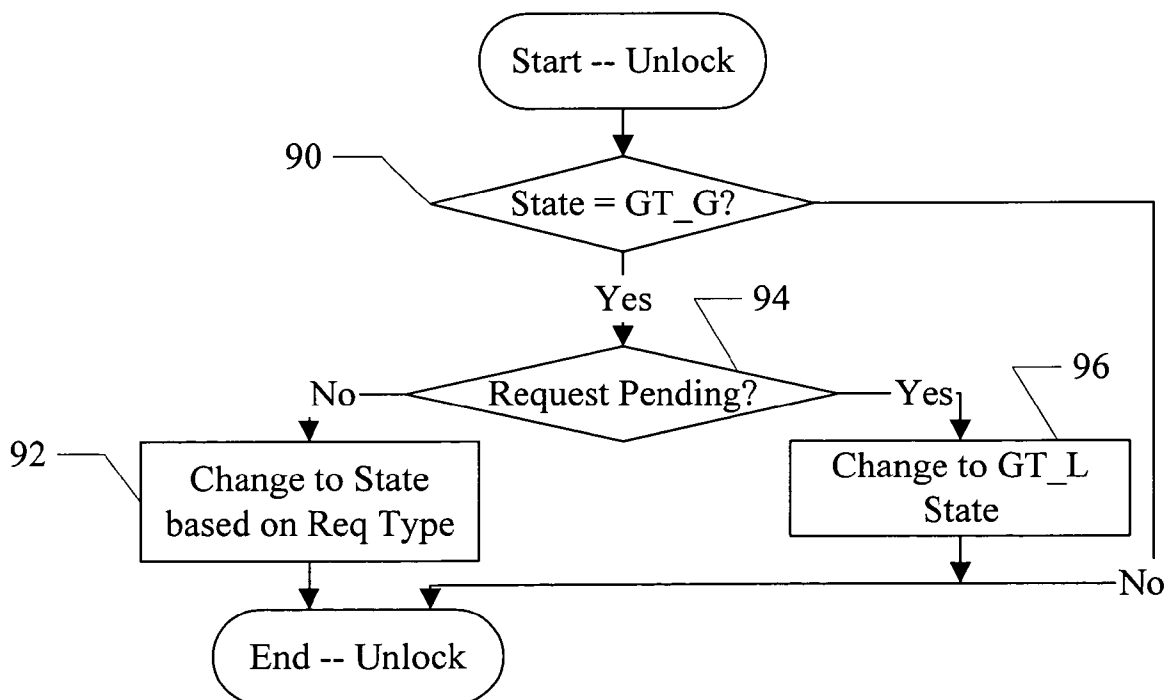 Start -- Unlock
90
State = GT_G?
Yes
94
Request Pending?
No
Yes
96
92
Change to State
based on Req Type
Change to GT_L
State
No
End -- Unlock